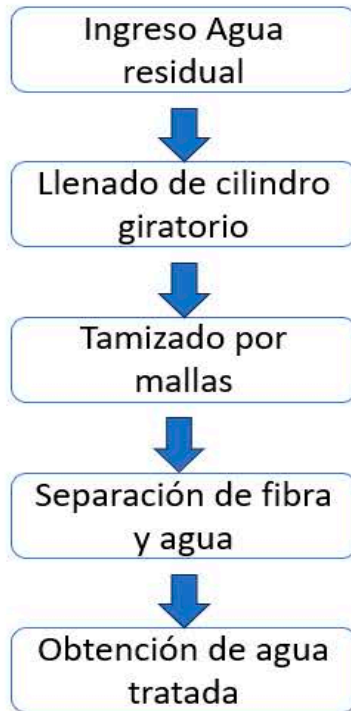 Ingreso Agua
residual
Llenado de cilindro
giratorio
Tamizado por
mallas
Separación de fibra
y agua
Obtención de agua
tratada